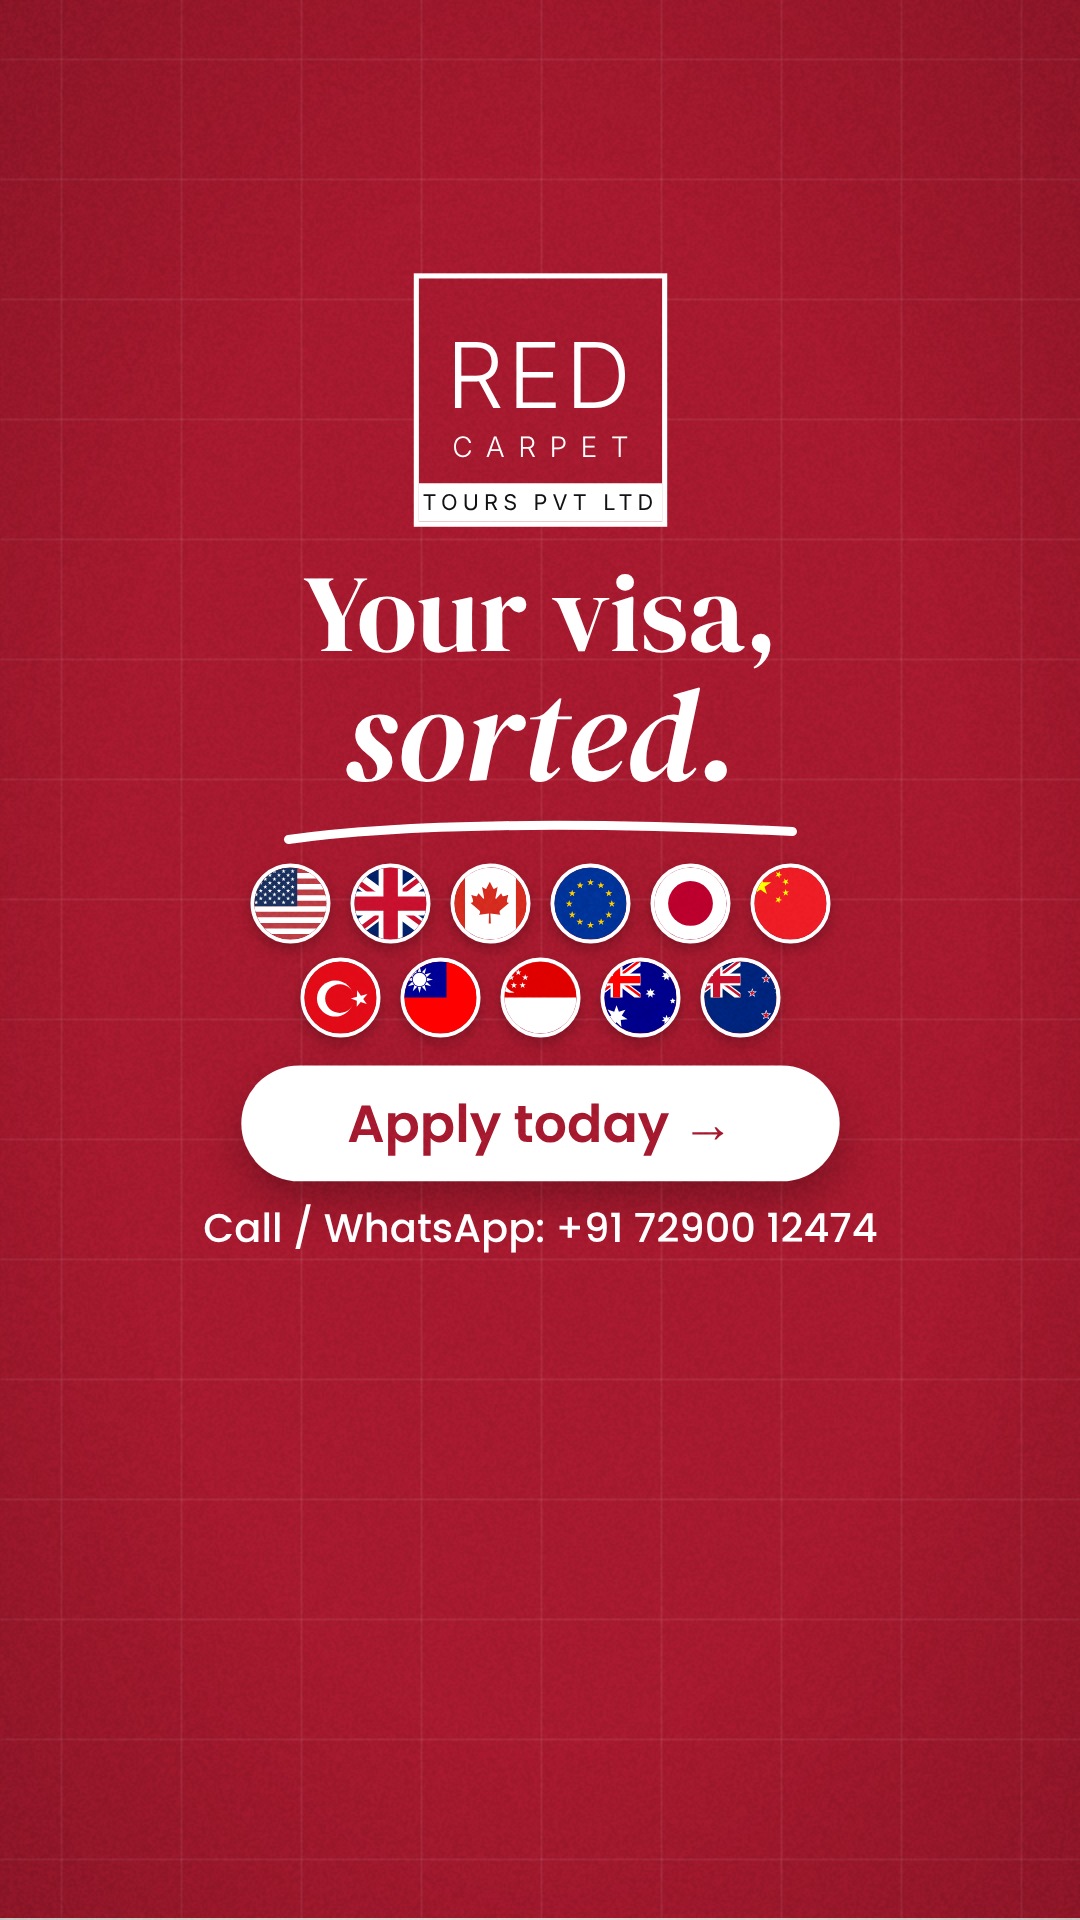 RED
CARPET
TOURS PVT LTD
Your visa,
sorted.
Apply today →
Call / WhatsApp: +91 72900 12474